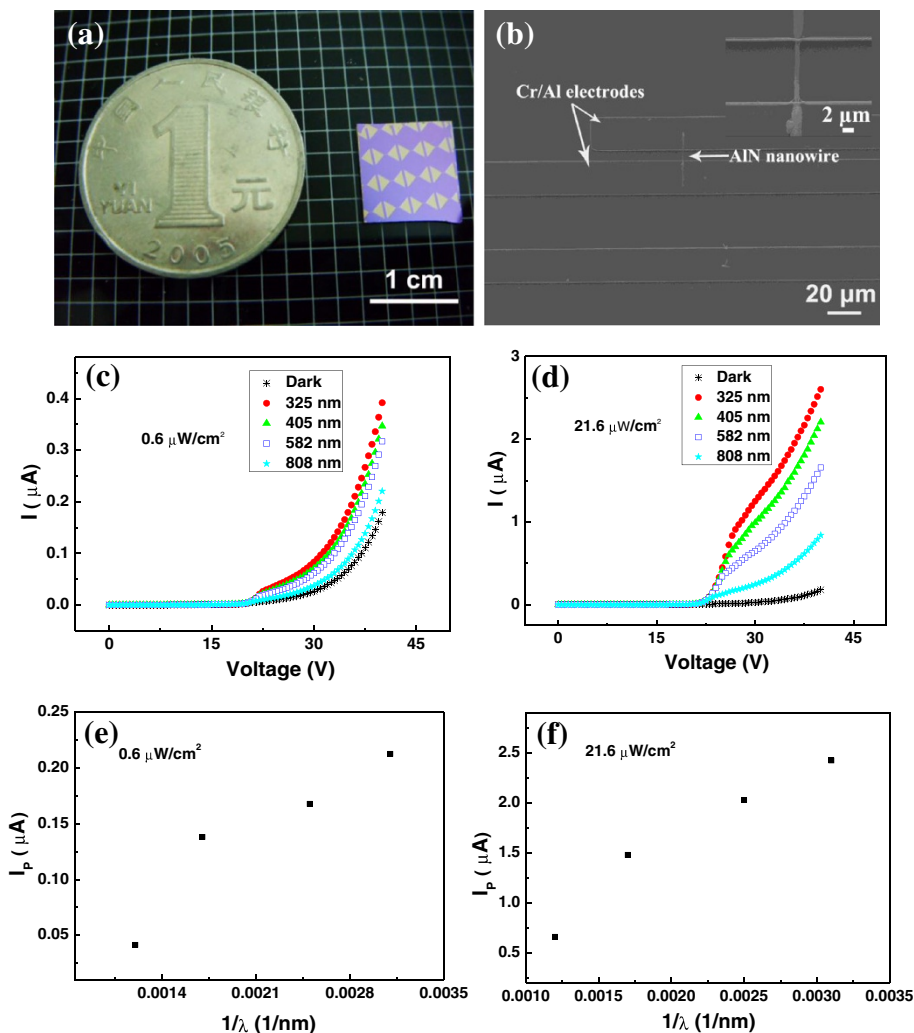 (a)
中国人民银行
1
YI
YUAN
元
2005
1 cm
(b)
Cr/Al electrodes
AlN nanowire
2 µm
20 µm
(c)
0.6 μW/cm²
Dark
325 nm
405 nm
582 nm
808 nm
I ( μA)
0.4
0.3
0.2
0.1
0.0
0
15
30
45
Voltage (V)
(d)
21.6 μW/cm²
Dark
325 nm
405 nm
582 nm
808 nm
I ( μA)
3
2
1
0
0
15
30
45
Voltage (V)
(e)
0.6 μW/cm²
I_P ( μA)
0.25
0.20
0.15
0.10
0.05
0.0014
0.0021
0.0028
0.0035
1/λ (1/nm)
(f)
21.6 μW/cm²
I_P ( μA)
2.5
2.0
1.5
1.0
0.5
0.0010
0.0015
0.0020
0.0025
0.0030
0.0035
1/λ (1/nm)